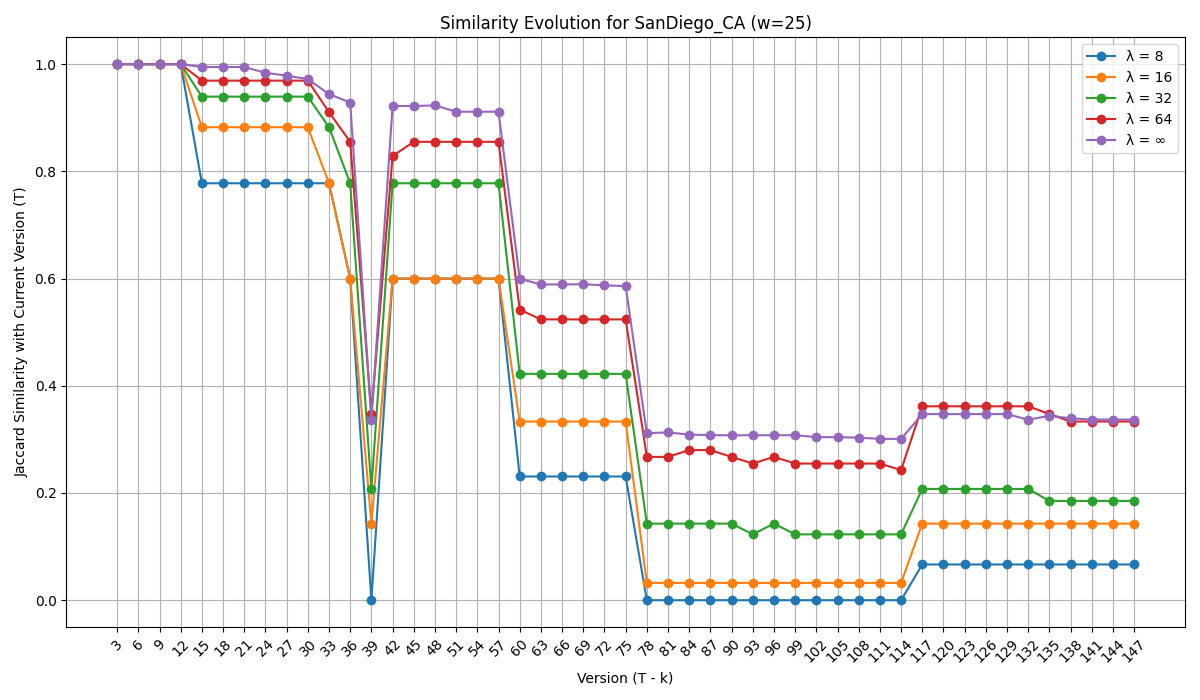 Similarity Evolution for SanDiego_CA (w=25)
λ = 8
λ = 16
λ = 32
λ = 64
λ = ∞
Jaccard Similarity with Current Version (T)
1.0
0.8
0.6
0.4
0.2
0.0
3 6 9 12 15 18 21 24 27 30 33 36 39 42 45 48 51 54 57 60 63 66 69 72 75 78 81 84 87 90 93 96 99 102 105 108 111 114 117 120 123 126 129 132 135 138 141 144 147
Version (T - k)